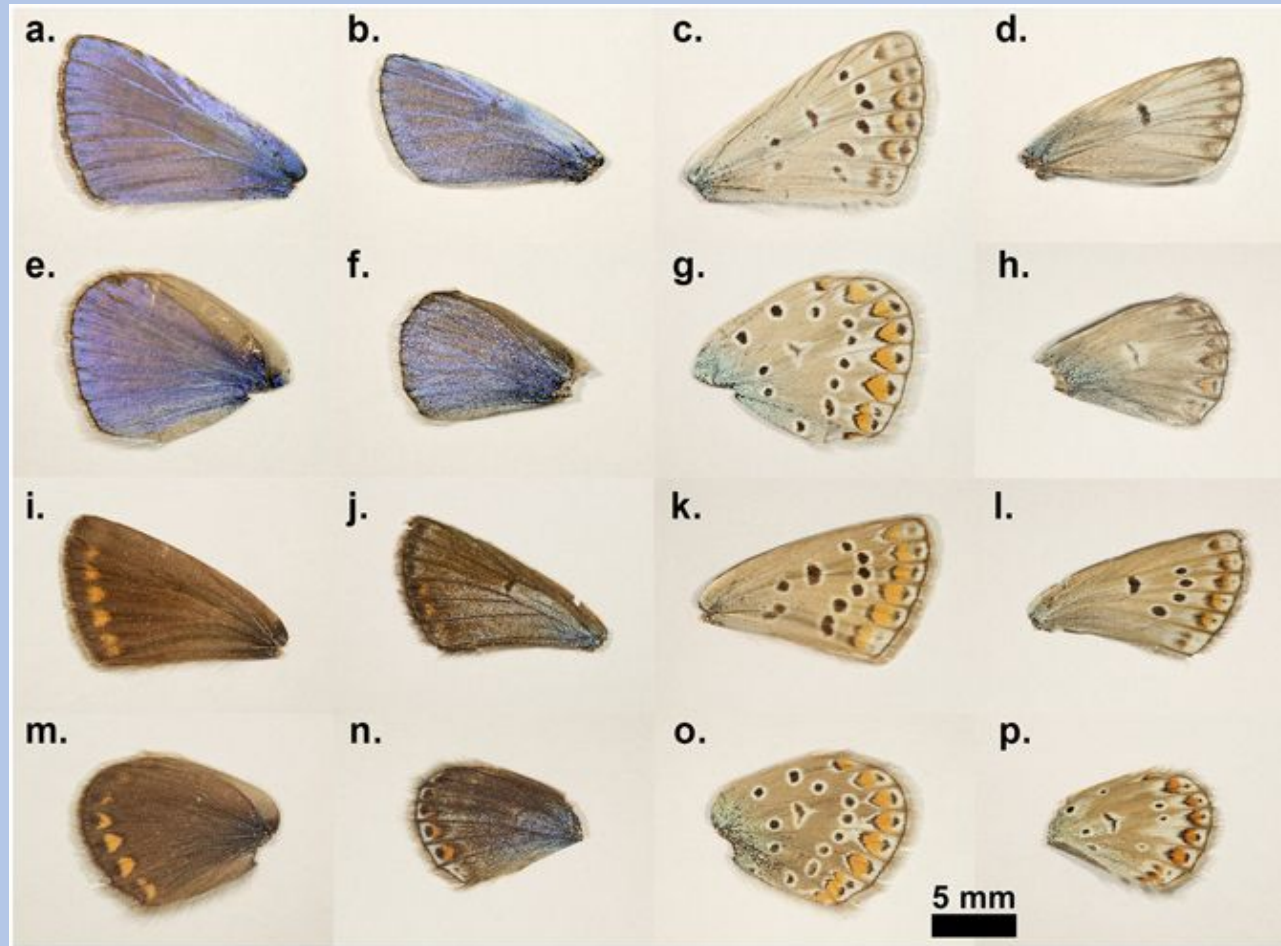 a. b. c. d.
e. f. g. h.
i. j. k. l.
m. n. o. p.
5 mm